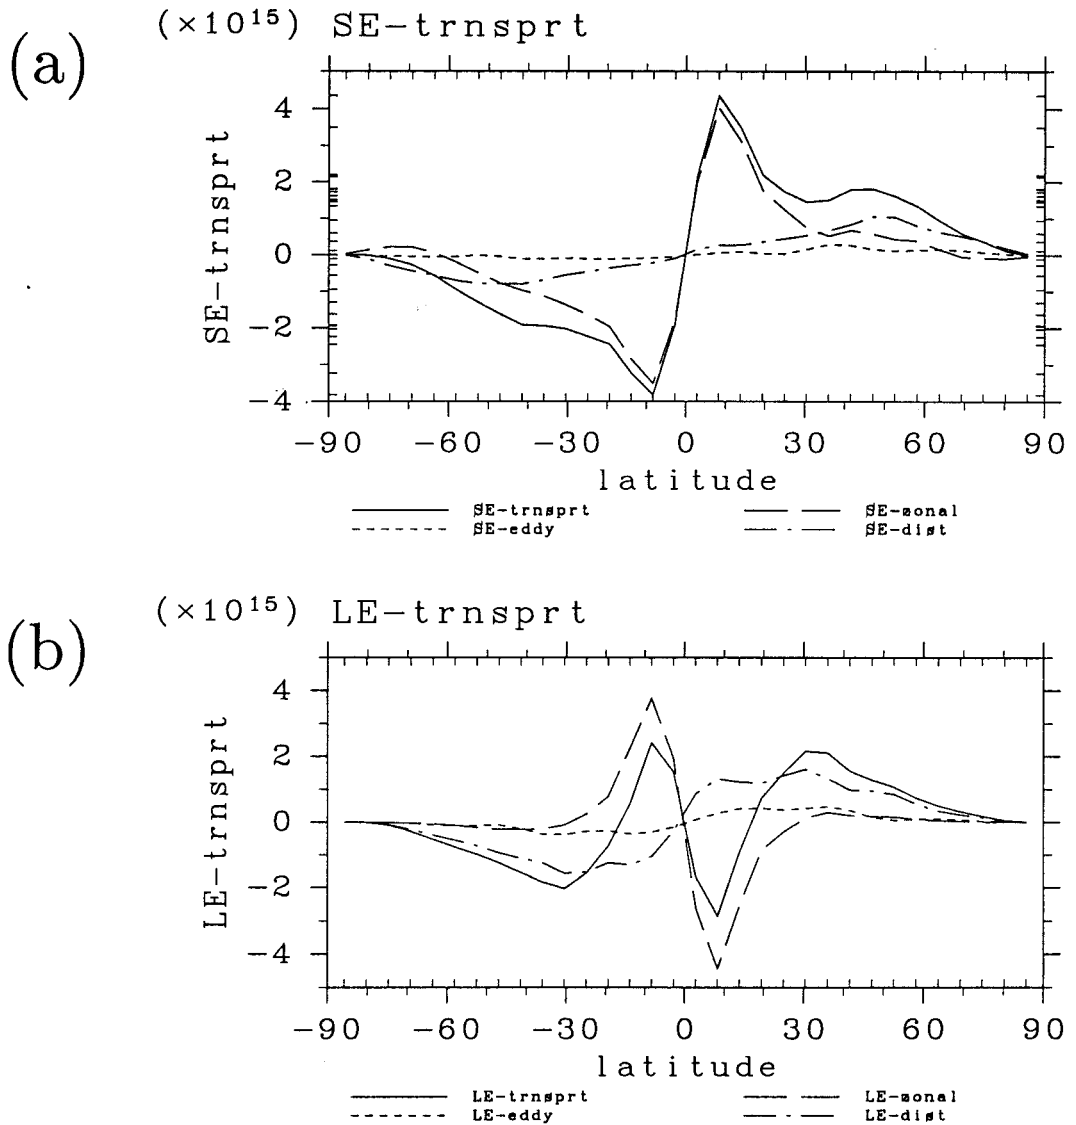 (a)
(×10¹⁵) SE-trnsprt
SE-trnsprt
4
2
0
-2
-4
-90 -60 -30 0 30 60 90
latitude
SE-trnsprt SE-zonal
SE-eddy SE-dist
(b)
(×10¹⁵) LE-trnsprt
LE-trnsprt
4
2
0
-2
-4
-90 -60 -30 0 30 60 90
latitude
LE-trnsprt LE-zonal
LE-eddy LE-dist